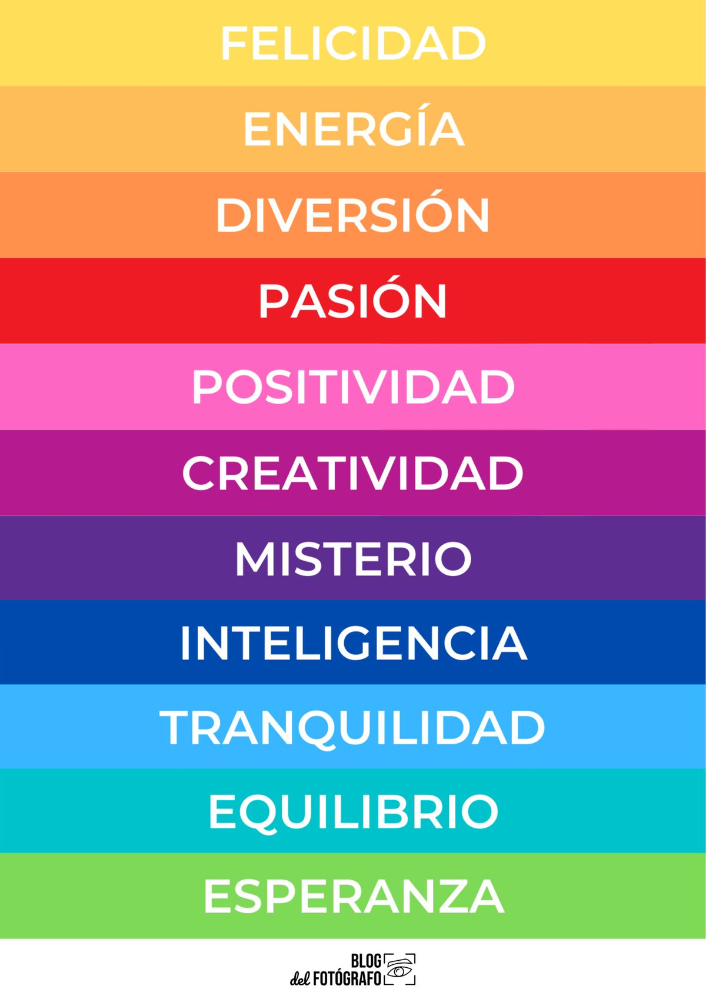 FELICIDAD
ENERGÍA
DIVERSIÓN
PASIÓN
POSITIVIDAD
CREATIVIDAD
MISTERIO
INTELIGENCIA
TRANQUILIDAD
EQUILIBRIO
ESPERANZA
BLOG
del FOTÓGRAFO